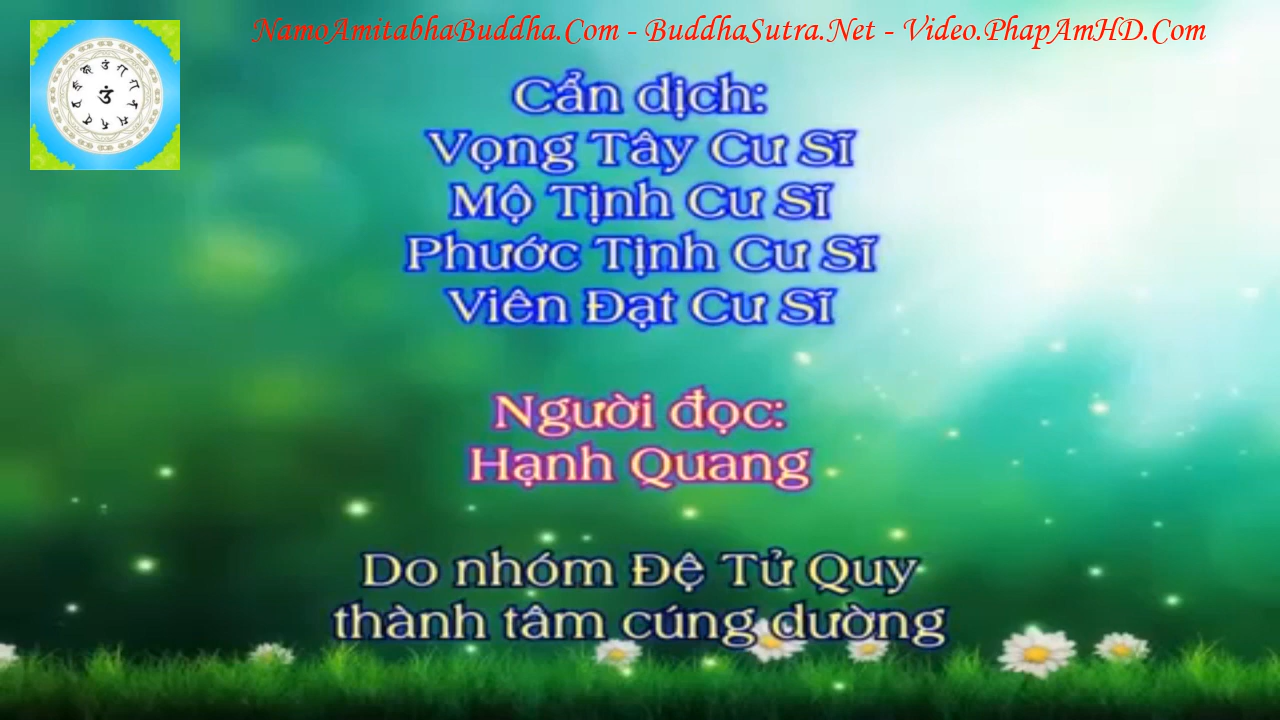 NamoAmitabhaBuddha.Com - BuddhaSutra.Net - Video.PhapAmHD.Com
Cẩn dịch:
Vọng Tây Cư Sĩ
Mộ Tịnh Cư Sĩ
Phước Tịnh Cư Sĩ
Viên Đạt Cư Sĩ
Người đọc:
Hạnh Quang
Do nhóm Đệ Tử Quy
thành tâm cúng dường